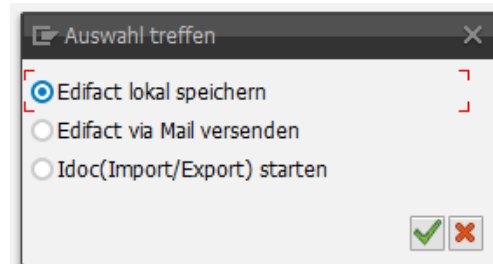 Auswahl treffen
Edifact lokal speichern
Edifact via Mail versenden
Idoc(Import/Export) starten